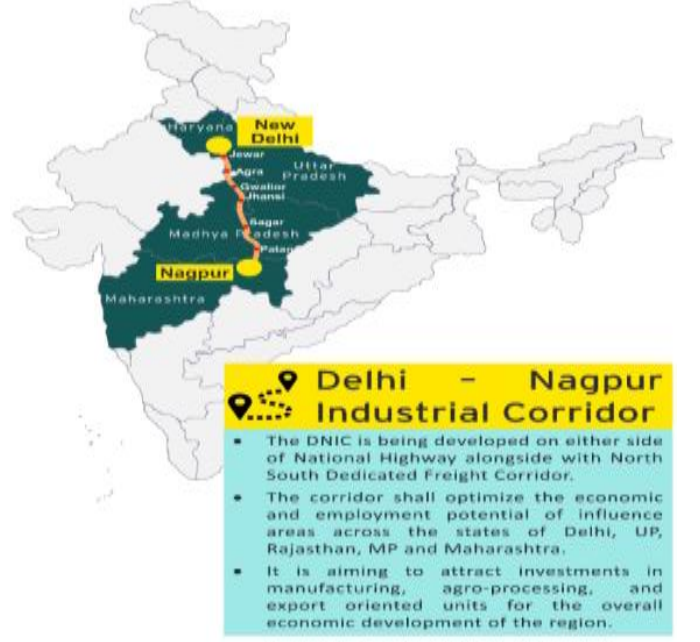 Haryana
New
Delhi
Jewar
Agra
Uttar
Pradesh
Gwalior
Jhansi
Sagar
Madhya Pradesh
Patan
Nagpur
Maharashtra
Delhi – Nagpur
Industrial Corridor
• The DNIC is being developed on either side
of National Highway alongside with North
South Dedicated Freight Corridor.
• The corridor shall optimize the economic
and employment potential of influence
areas across the states of Delhi, UP,
Rajasthan, MP and Maharashtra.
• It is aiming to attract investments in
manufacturing, agro-processing, and
export oriented units for the overall
economic development of the region.